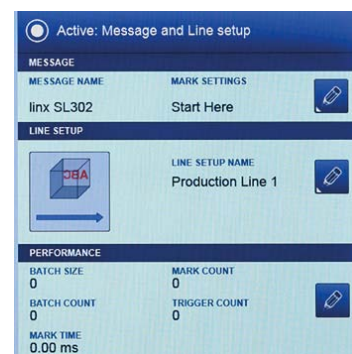 Active: Message and Line setup
MESSAGE
MESSAGE NAME MARK SETTINGS
linx SL302 Start Here
LINE SETUP
ABC
LINE SETUP NAME
Production Line 1
PERFORMANCE
BATCH SIZE MARK COUNT
0 0
BATCH COUNT TRIGGER COUNT
0 0
MARK TIME
0.00 ms